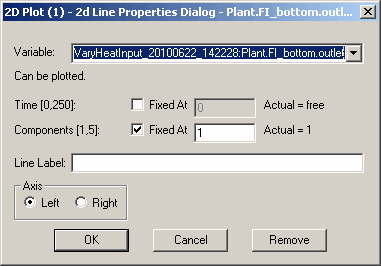 2D Plot (1) - 2d Line Properties Dialog - Plant.FI_bottom.outl...
Variable: VaryHeatInput_20100622_142228:Plant.FI_bottom.outlet
Can be plotted.
Time [0,250]: Fixed At 0 Actual = free
Components [1,5]: Fixed At 1 Actual = 1
Line Label:
Axis
Left Right
OK Cancel Remove